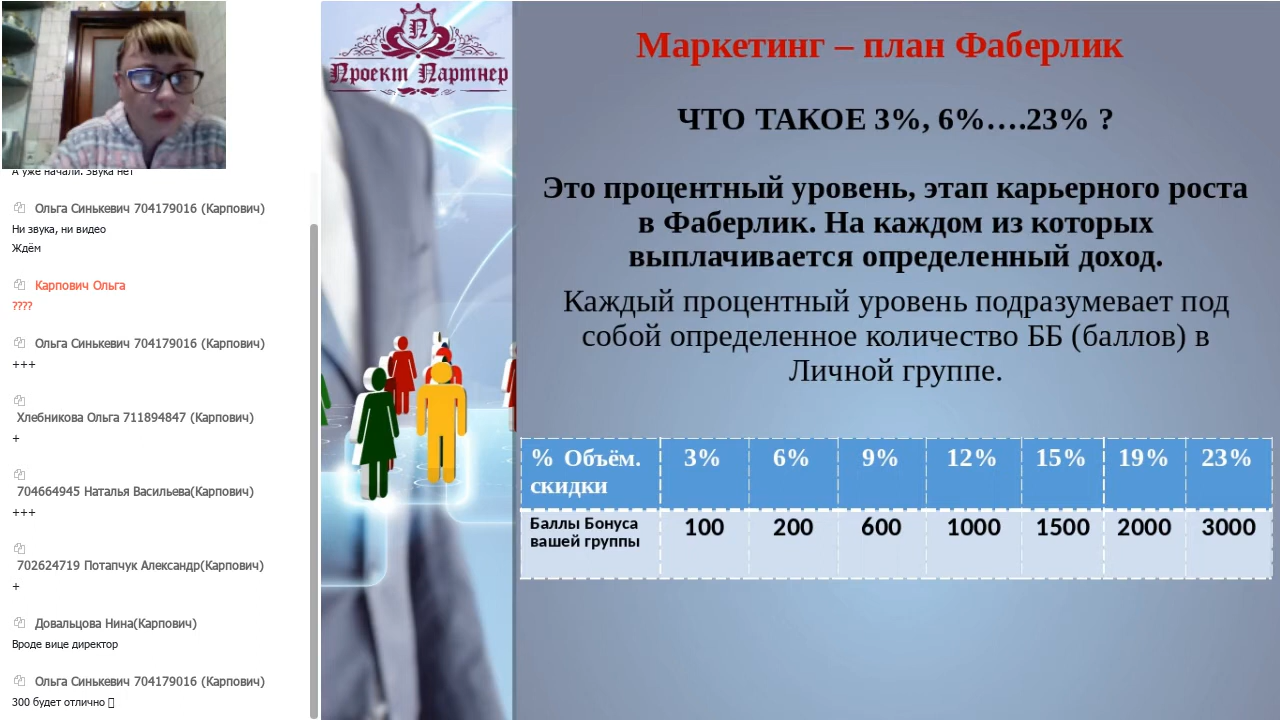 А уже начали. Звука нет
Ольга Синькевич 704179016 (Карпович)
Ни звука, ни видео
Ждём
Карпович Ольга
????
Ольга Синькевич 704179016 (Карпович)
+++
Хлебникова Ольга 711894847 (Карпович)
+
704664945 Наталья Васильева(Карпович)
+++
702624719 Потапчук Александр(Карпович)
+
Довальцова Нина(Карпович)
Вроде вице директор
Ольга Синькевич 704179016 (Карпович)
300 будет отлично
П
Проект Партнер
Маркетинг – план Фаберлик
ЧТО ТАКОЕ 3%, 6%….23% ?
Это процентный уровень, этап карьерного роста
в Фаберлик. На каждом из которых
выплачивается определенный доход.
Каждый процентный уровень подразумевает под
собой определенное количество ББ (баллов) в
Личной группе.
% Объём. 3% 6% 9% 12% 15% 19% 23%
скидки
Баллы Бонуса 100 200 600 1000 1500 2000 3000
вашей группы